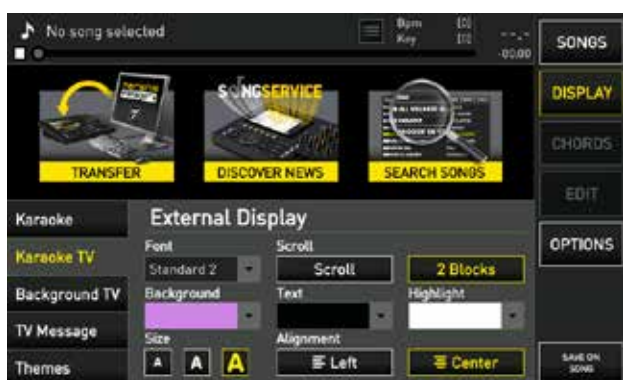 No song selected
Bpm [0]
Key [0]
--.-
-00:00
SONGS
DISPLAY
CHORDS
EDIT
OPTIONS
SAVE ON
SONG
SONGSERVICE
TRANSFER
DISCOVER NEWS
SEARCH SONGS
Karaoke
Karaoke TV
Background TV
TV Message
Themes
External Display
Font
Scroll
Standard 2
Scroll
2 Blocks
Background
Text
Highlight
Size
Alignment
A A A
Left
Center